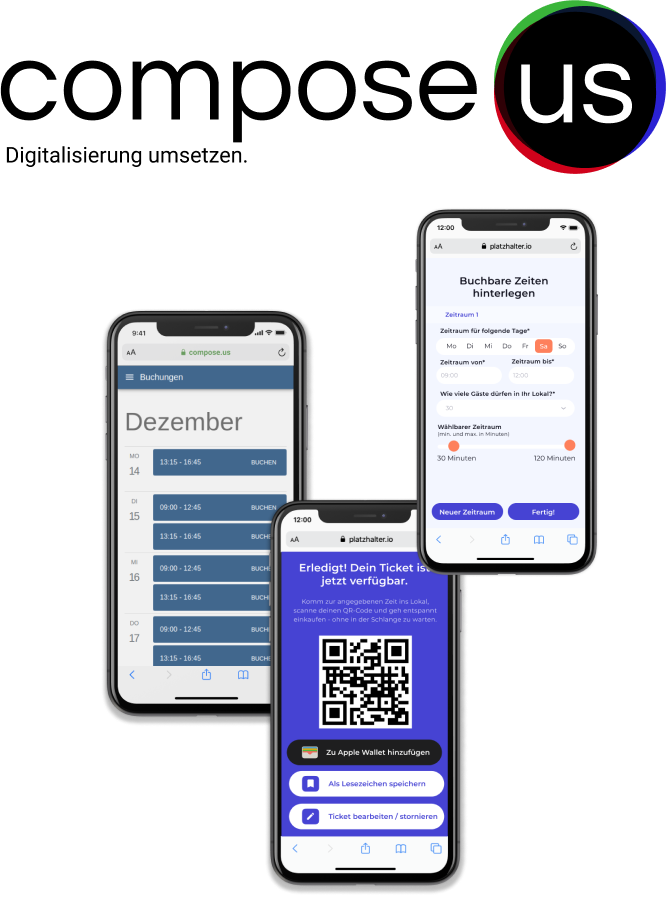 compose us
Digitalisierung umsetzen.
12:00
AA platzhalter.io
Buchbare Zeiten
hinterlegen
Zeitraum 1
Zeitraum für folgende Tage*
Mo Di Mi Do Fr Sa So
Zeitraum von* Zeitraum bis*
09:00 12:00
Wie viele Gäste dürfen in Ihr Lokal?*
30
Wählbarer Zeitraum
(min. und max. in Minuten)
30 Minuten 120 Minuten
Neuer Zeitraum Fertig!
9:41
AA compose.us
Buchungen
Dezember
MO
14
13:15 - 16:45 BUCHEN
DI
15
09:00 - 12:45 BUCHEN
13:15 - 16:45 BUCH
MI
16
09:00 - 12:45 BUCH
13:15 - 16:45 BUCH
DO
17
09:00 - 12:45 BUCH
13:15 - 16:45 BUCH
12:00
AA platzhalter.io
Erledigt! Dein Ticket ist
jetzt verfügbar.
Komm zur angegebenen Zeit ins Lokal,
scanne deinen QR-Code und geh entspannt
einkaufen - ohne in der Schlange zu warten.
Zu Apple Wallet hinzufügen
Als Lesezeichen speichern
Ticket bearbeiten / stornieren